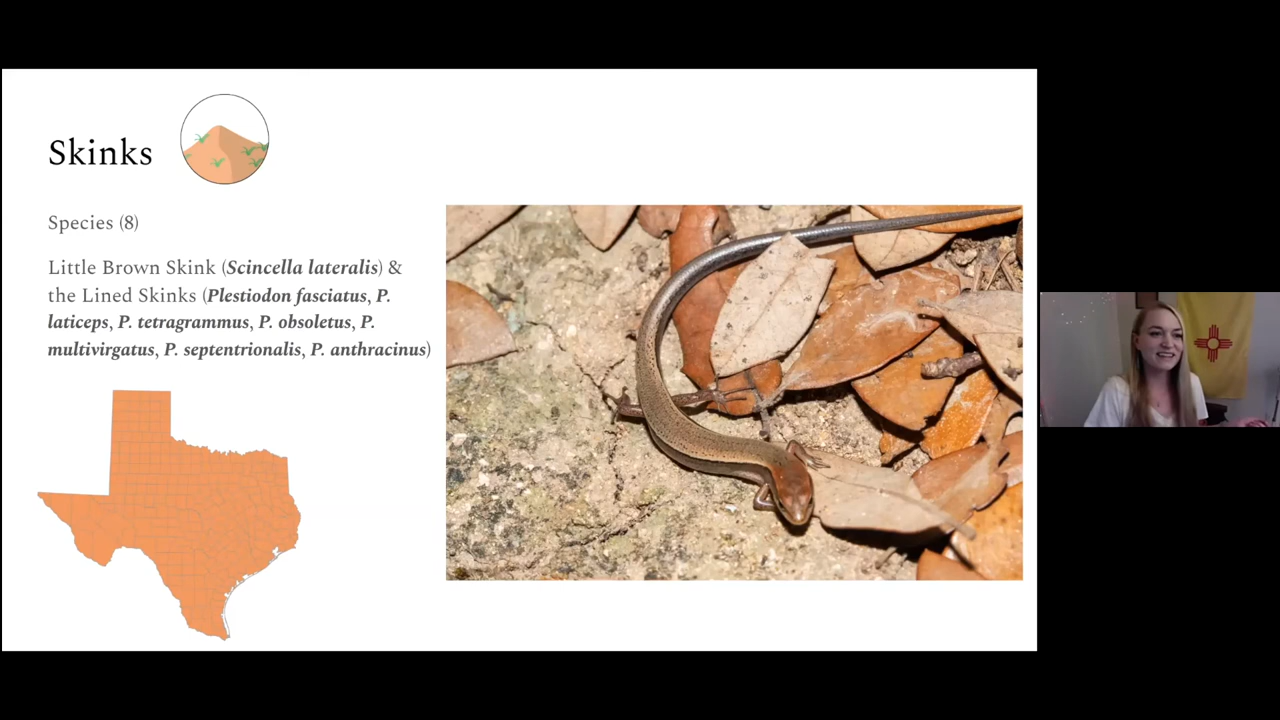 Skinks
Species (8)
Little Brown Skink (Scincella lateralis) &
the Lined Skinks (Plestiodon fasciatus, P.
laticeps, P. tetragrammus, P. obsoletus, P.
multivirgatus, P. septentrionalis, P. anthracinus)